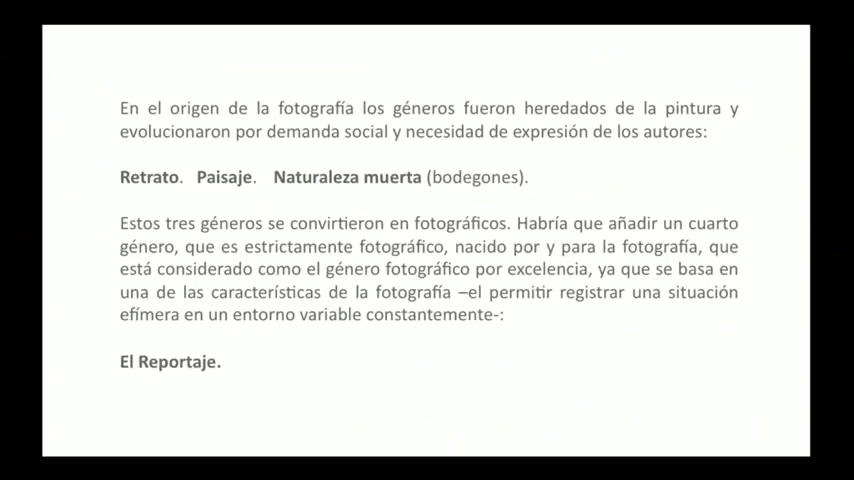 En el origen de la fotografía los géneros fueron heredados de la pintura y
evolucionaron por demanda social y necesidad de expresión de los autores:
Retrato. Paisaje. Naturaleza muerta (bodegones).
Estos tres géneros se convirtieron en fotográficos. Habría que añadir un cuarto
género, que es estrictamente fotográfico, nacido por y para la fotografía, que
está considerado como el género fotográfico por excelencia, ya que se basa en
una de las características de la fotografía –el permitir registrar una situación
efímera en un entorno variable constantemente-:
El Reportaje.